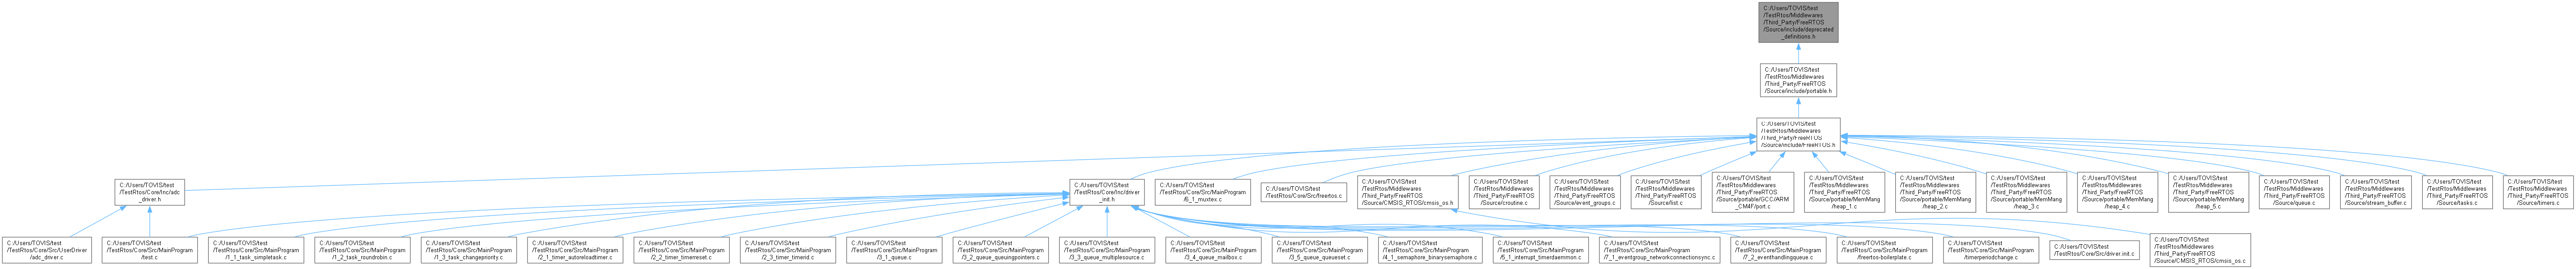 C:/Users/TOVIS/test
/TestRtos/Middlewares
/Third_Party/FreeRTOS
/Source/include/deprecated
_definitions.h
C:/Users/TOVIS/test
/TestRtos/Middlewares
/Third_Party/FreeRTOS
/Source/include/portable.h
C:/Users/TOVIS/test
/TestRtos/Middlewares
/Third_Party/FreeRTOS
/Source/include/FreeRTOS.h
C:/Users/TOVIS/test
/TestRtos/Core/Inc/adc
_driver.h
C:/Users/TOVIS/test
/TestRtos/Core/Inc/driver
_init.h
C:/Users/TOVIS/test
/TestRtos/Core/Src/MainProgram
/6_1_muxtex.c
C:/Users/TOVIS/test
/TestRtos/Core/Src/freertos.c
C:/Users/TOVIS/test
/TestRtos/Middlewares
/Third_Party/FreeRTOS
/Source/CMSIS_RTOS/cmsis_os.h
C:/Users/TOVIS/test
/TestRtos/Middlewares
/Third_Party/FreeRTOS
/Source/croutine.c
C:/Users/TOVIS/test
/TestRtos/Middlewares
/Third_Party/FreeRTOS
/Source/event_groups.c
C:/Users/TOVIS/test
/TestRtos/Middlewares
/Third_Party/FreeRTOS
/Source/list.c
C:/Users/TOVIS/test
/TestRtos/Middlewares
/Third_Party/FreeRTOS
/Source/portable/GCC/ARM
_CM4F/port.c
C:/Users/TOVIS/test
/TestRtos/Middlewares
/Third_Party/FreeRTOS
/Source/portable/MemMang
/heap_1.c
C:/Users/TOVIS/test
/TestRtos/Middlewares
/Third_Party/FreeRTOS
/Source/portable/MemMang
/heap_2.c
C:/Users/TOVIS/test
/TestRtos/Middlewares
/Third_Party/FreeRTOS
/Source/portable/MemMang
/heap_3.c
C:/Users/TOVIS/test
/TestRtos/Middlewares
/Third_Party/FreeRTOS
/Source/portable/MemMang
/heap_4.c
C:/Users/TOVIS/test
/TestRtos/Middlewares
/Third_Party/FreeRTOS
/Source/portable/MemMang
/heap_5.c
C:/Users/TOVIS/test
/TestRtos/Middlewares
/Third_Party/FreeRTOS
/Source/queue.c
C:/Users/TOVIS/test
/TestRtos/Middlewares
/Third_Party/FreeRTOS
/Source/stream_buffer.c
C:/Users/TOVIS/test
/TestRtos/Middlewares
/Third_Party/FreeRTOS
/Source/tasks.c
C:/Users/TOVIS/test
/TestRtos/Middlewares
/Third_Party/FreeRTOS
/Source/timers.c
C:/Users/TOVIS/test
/TestRtos/Core/Src/UserDriver
/adc_driver.c
C:/Users/TOVIS/test
/TestRtos/Core/Src/MainProgram
/test.c
C:/Users/TOVIS/test
/TestRtos/Core/Src/MainProgram
/1_1_task_simpletask.c
C:/Users/TOVIS/test
/TestRtos/Core/Src/MainProgram
/1_2_task_roundrobin.c
C:/Users/TOVIS/test
/TestRtos/Core/Src/MainProgram
/1_3_task_changepriority.c
C:/Users/TOVIS/test
/TestRtos/Core/Src/MainProgram
/2_1_timer_autoreloadtimer.c
C:/Users/TOVIS/test
/TestRtos/Core/Src/MainProgram
/2_2_timer_timerreset.c
C:/Users/TOVIS/test
/TestRtos/Core/Src/MainProgram
/2_3_timer_timerid.c
C:/Users/TOVIS/test
/TestRtos/Core/Src/MainProgram
/3_1_queue.c
C:/Users/TOVIS/test
/TestRtos/Core/Src/MainProgram
/3_2_queue_queuingpointers.c
C:/Users/TOVIS/test
/TestRtos/Core/Src/MainProgram
/3_3_queue_multiplesource.c
C:/Users/TOVIS/test
/TestRtos/Core/Src/MainProgram
/3_4_queue_mailbox.c
C:/Users/TOVIS/test
/TestRtos/Core/Src/MainProgram
/3_5_queue_queueset.c
C:/Users/TOVIS/test
/TestRtos/Core/Src/MainProgram
/4_1_semaphore_binarysemaphore.c
C:/Users/TOVIS/test
/TestRtos/Core/Src/MainProgram
/5_1_interrupt_timerdaemmon.c
C:/Users/TOVIS/test
/TestRtos/Core/Src/MainProgram
/7_1_eventgroup_networkconnectionsync.c
C:/Users/TOVIS/test
/TestRtos/Core/Src/MainProgram
/7_2_eventhandlingqueue.c
C:/Users/TOVIS/test
/TestRtos/Core/Src/MainProgram
/freertos-boilerplate.c
C:/Users/TOVIS/test
/TestRtos/Core/Src/MainProgram
/timerperiodchange.c
C:/Users/TOVIS/test
/TestRtos/Core/Src/driver.init.c
C:/Users/TOVIS/test
/TestRtos/Middlewares
/Third_Party/FreeRTOS
/Source/CMSIS_RTOS/cmsis_os.c